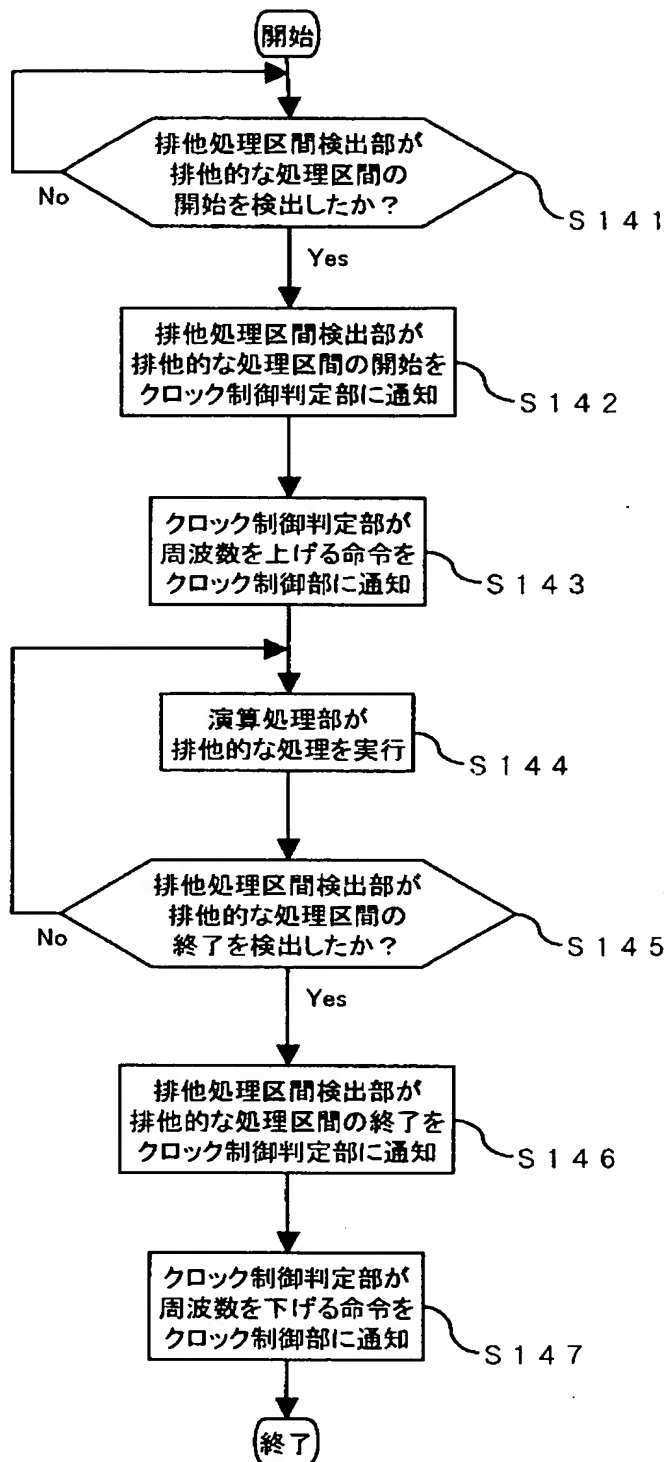 開始
排他処理区間検出部が
排他的な処理区間の
開始を検出したか？
No
S141
Yes
排他処理区間検出部が
排他的な処理区間の開始を
クロック制御判定部に通知
S142
クロック制御判定部が
周波数を上げる命令を
クロック制御部に通知
S143
演算処理部が
排他的な処理を実行
S144
排他処理区間検出部が
排他的な処理区間の
終了を検出したか？
No
S145
Yes
排他処理区間検出部が
排他的な処理区間の終了を
クロック制御判定部に通知
S146
クロック制御判定部が
周波数を下げる命令を
クロック制御部に通知
S147
終了